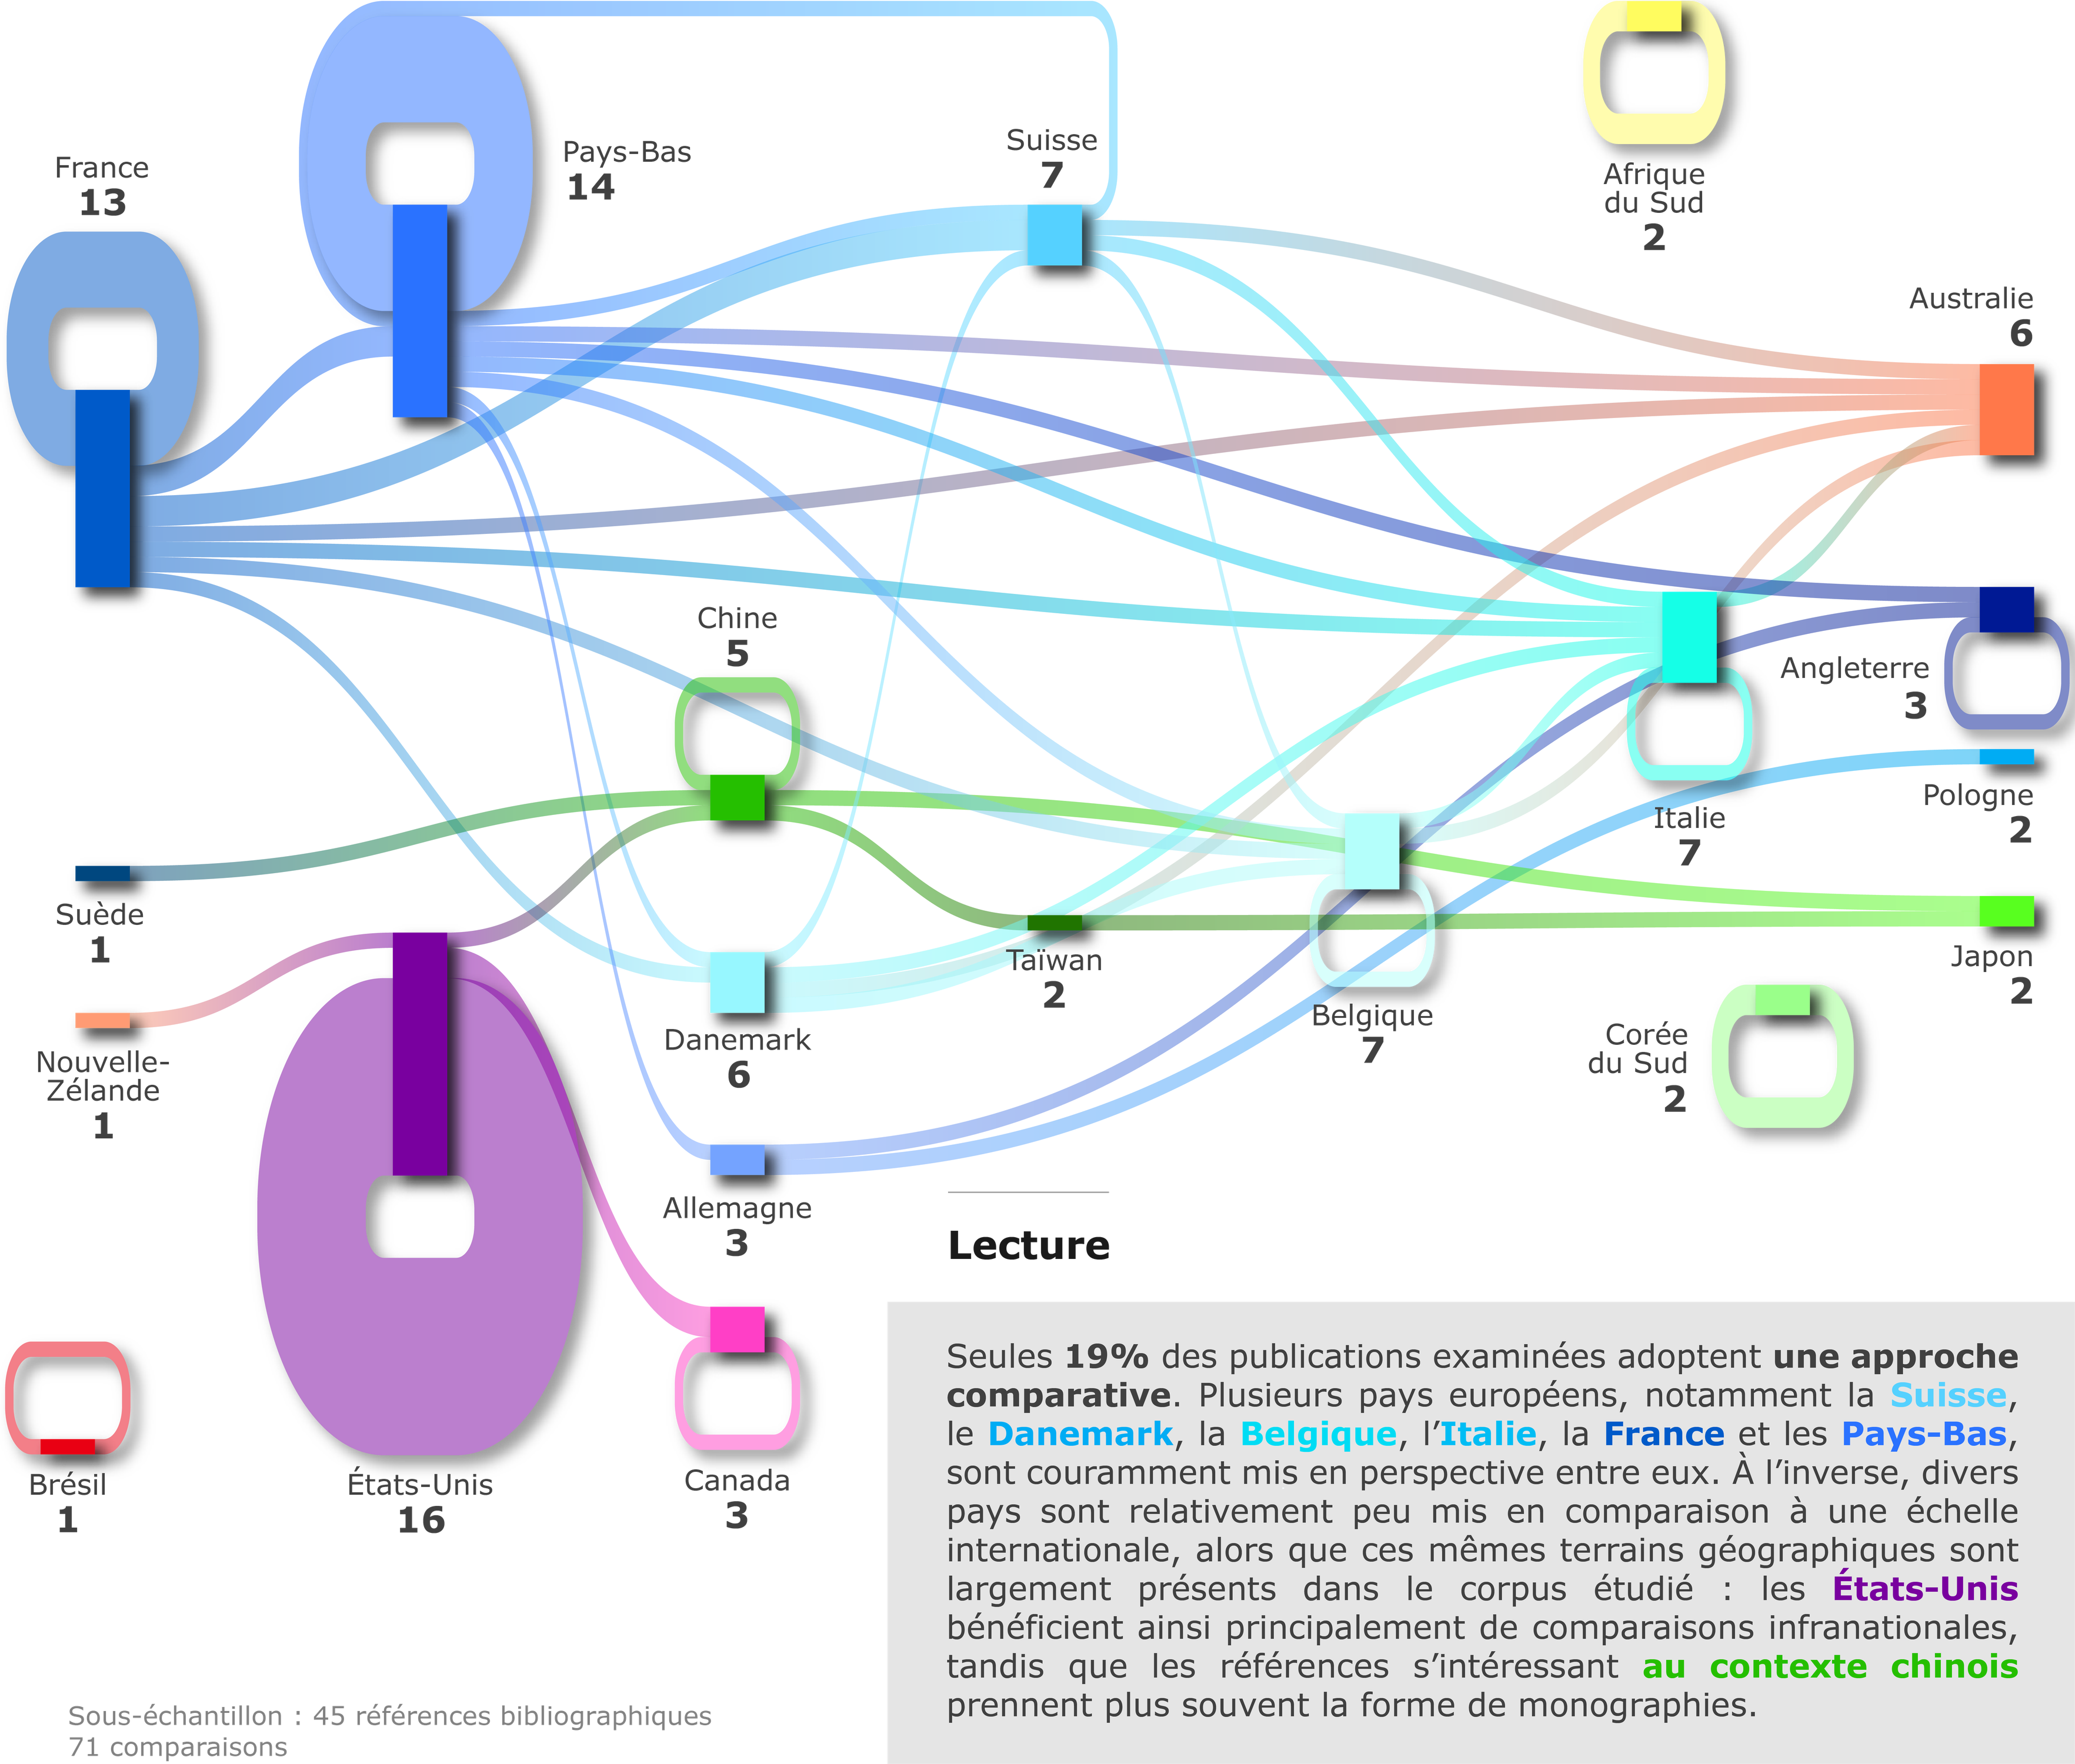 France
13
Pays-Bas
14
Suisse
7
Afrique
du Sud
2
Australie
6
Chine
5
Angleterre
3
Italie
7
Pologne
2
Suède
1
Taïwan
2
Japon
2
Nouvelle-
Zélande
1
Danemark
6
Belgique
7
Corée
du Sud
2
Allemagne
3
Brésil
1
États-Unis
16
Canada
3
Lecture
Seules 19% des publications examinées adoptent une approche
comparative. Plusieurs pays européens, notamment la Suisse,
le Danemark, la Belgique, l’Italie, la France et les Pays-Bas,
sont couramment mis en perspective entre eux. À l’inverse, divers
pays sont relativement peu mis en comparaison à une échelle
internationale, alors que ces mêmes terrains géographiques sont
largement présents dans le corpus étudié : les États-Unis
bénéficient ainsi principalement de comparaisons infranationales,
tandis que les références s’intéressant au contexte chinois
prennent plus souvent la forme de monographies.
Sous-échantillon : 45 références bibliographiques
71 comparaisons